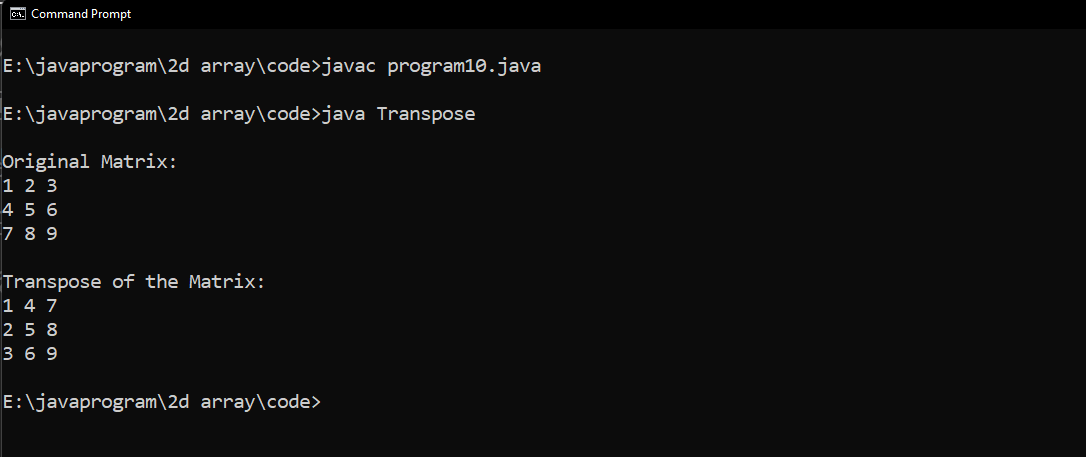 Command Prompt
E:\javaprogram\2d array\code>javac program10.java
E:\javaprogram\2d array\code>java Transpose
Original Matrix:
1 2 3
4 5 6
7 8 9
Transpose of the Matrix:
1 4 7
2 5 8
3 6 9
E:\javaprogram\2d array\code>